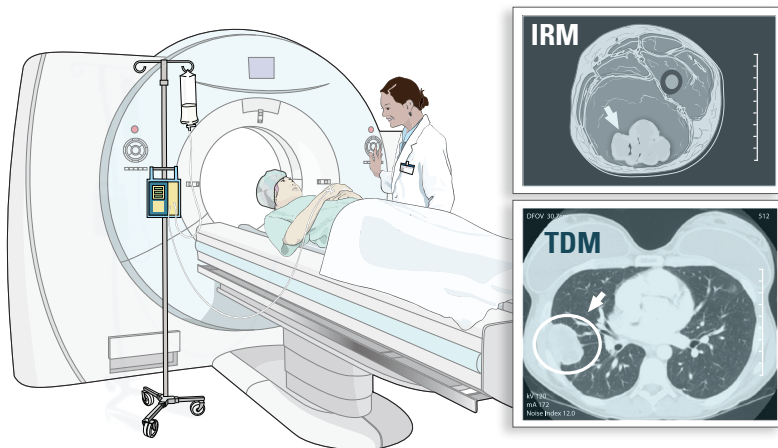 IRM
DFOV 30.7
512
TDM
kV 120
mA 172
Noise Index 12.0